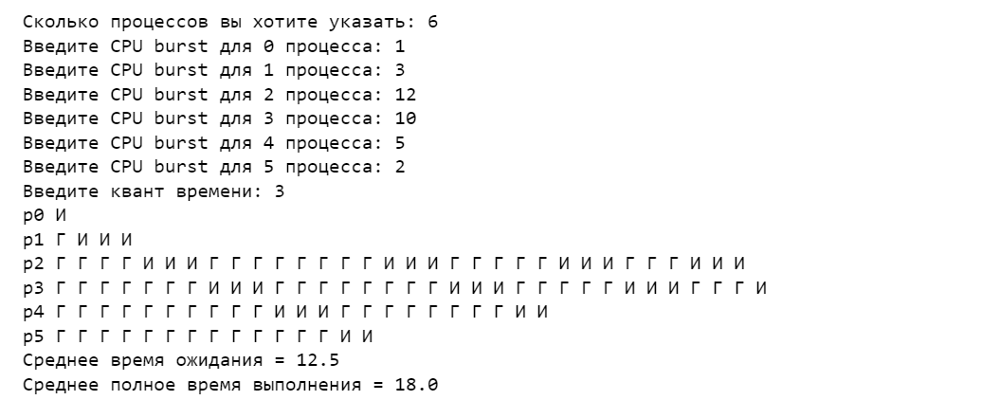 Сколько процессов вы хотите указать: 6
Введите CPU burst для 0 процесса: 1
Введите CPU burst для 1 процесса: 3
Введите CPU burst для 2 процесса: 12
Введите CPU burst для 3 процесса: 10
Введите CPU burst для 4 процесса: 5
Введите CPU burst для 5 процесса: 2
Введите квант времени: 3
p0 И
p1 Г И И И
p2 Г Г Г Г И И И Г Г Г Г Г Г Г Г И И И Г Г Г Г Г И И И Г Г Г И И И
p3 Г Г Г Г Г Г Г И И И Г Г Г Г Г Г Г Г И И И Г Г Г Г Г И И И Г Г Г И
p4 Г Г Г Г Г Г Г Г Г Г И И И Г Г Г Г Г Г Г Г И И
p5 Г Г Г Г Г Г Г Г Г Г Г Г Г И И
Среднее время ожидания = 12.5
Среднее полное время выполнения = 18.0